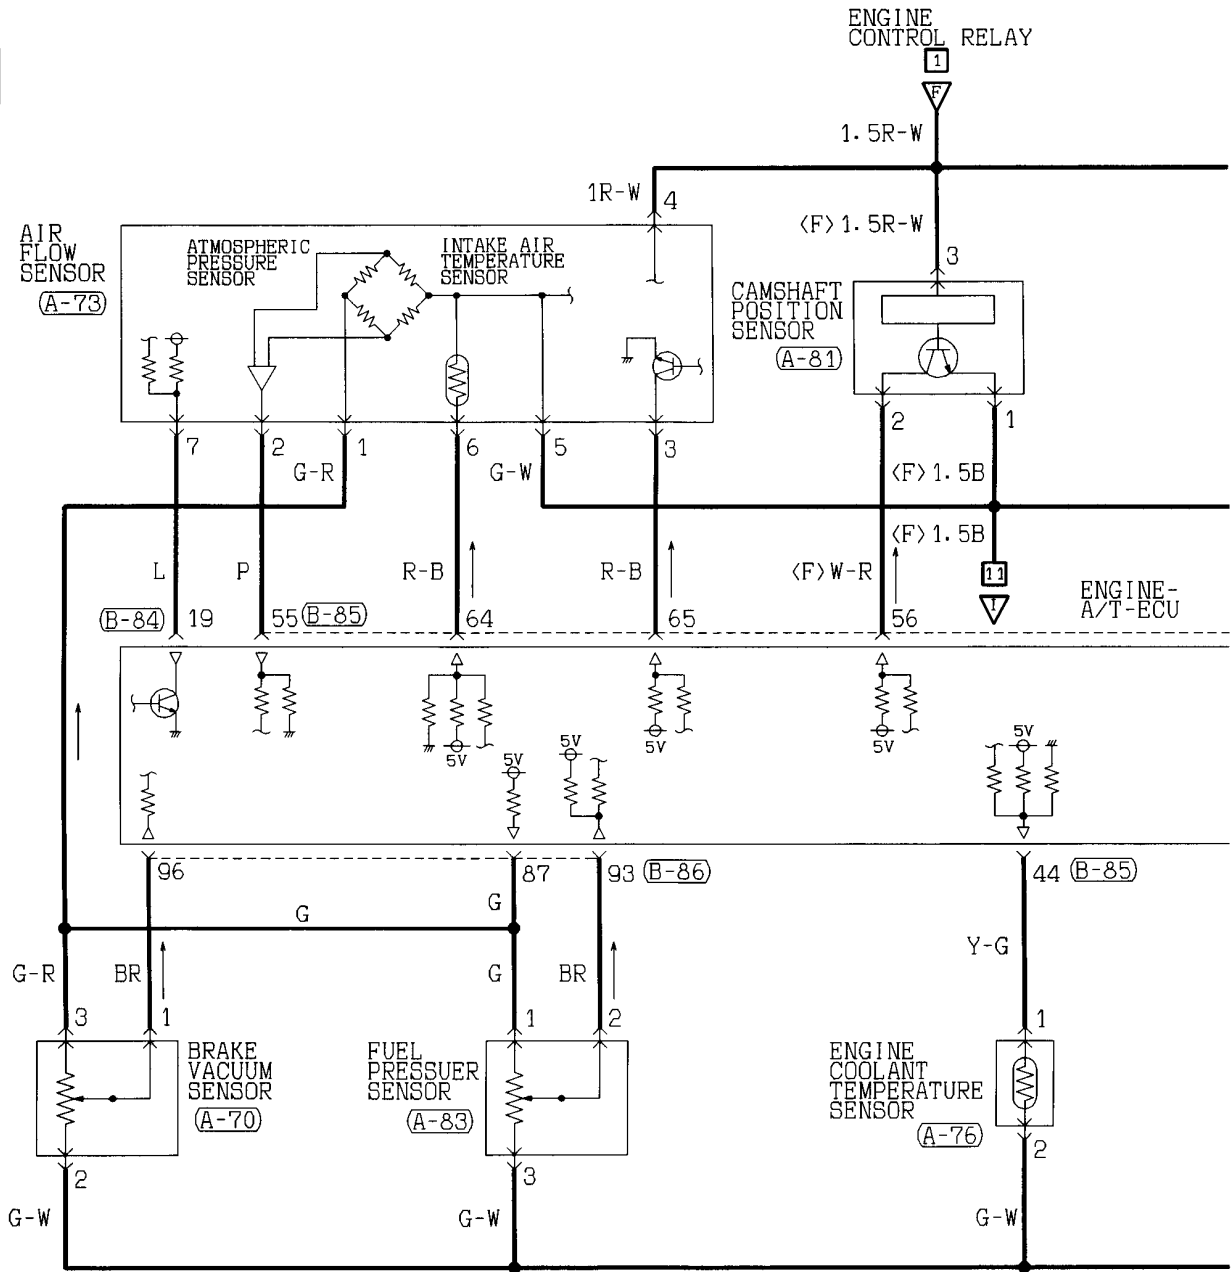 ENGINE
CONTROL RELAY
1
F
1.5R-W
1R-W
4
⟨F⟩1.5R-W
3
AIR
FLOW
SENSOR
(A-73)
ATMOSPHERIC
PRESSURE
SENSOR
INTAKE AIR
TEMPERATURE
SENSOR
CAMSHAFT
POSITION
SENSOR
(A-81)
7
2
1
6
5
3
2
1
G-R
G-W
⟨F⟩1.5B
⟨F⟩1.5B
L
P
R-B
R-B
⟨F⟩W-R
11
I
ENGINE-
A/T-ECU
(B-84)
19
55
(B-85)
64
65
56
5V
5V
5V
5V
5V
5V
96
87
93
(B-86)
44
(B-85)
G
G
Y-G
G-R
BR
G
BR
3
1
1
2
1
BRAKE
VACUUM
SENSOR
(A-70)
FUEL
PRESSUER
SENSOR
(A-83)
ENGINE
COOLANT
TEMPERATURE
SENSOR
(A-76)
2
3
2
G-W
G-W
G-W